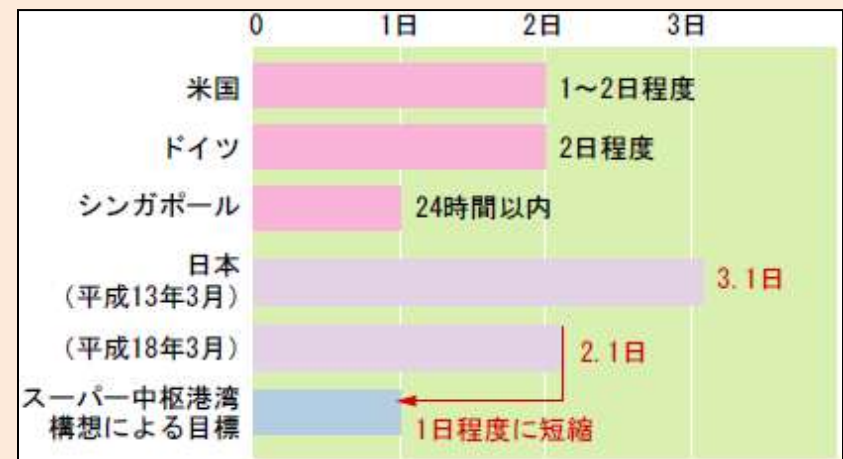 0 1日 2日 3日
米国 1～2日程度
ドイツ 2日程度
シンガポール 24時間以内
日本
(平成13年3月) 3.1日
(平成18年3月) 2.1日
スーパー中枢港湾
構想による目標 1日程度に短縮